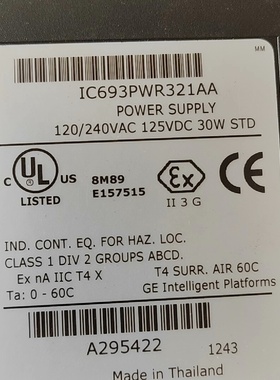 MM
IC693PWR321AA
POWER SUPPLY
120/240VAC 125VDC 30W STD
C UL US
LISTED
8M89
E157515
Ex
II 3 G
IND. CONT. EQ. FOR HAZ. LOC.
CLASS 1 DIV 2 GROUPS ABCD.
Ex nA IIC T4 X
T4 SURR. AIR 60C
Ta: 0 - 60C
GE Intelligent Platforms
A295422
1243
Made in Thailand